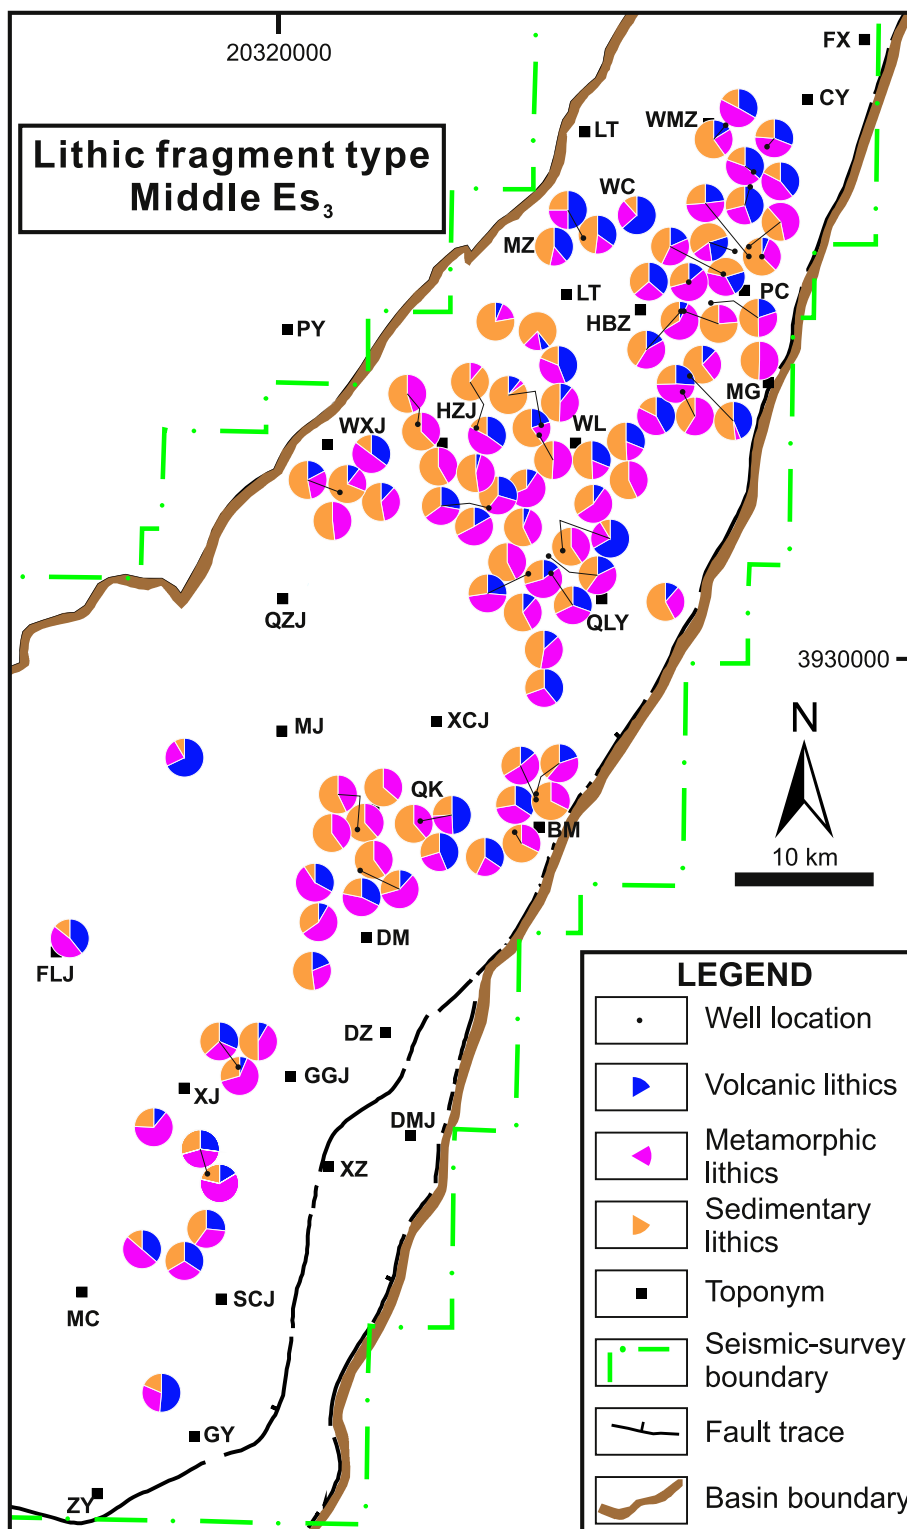 20320000
FX
CY
WMZ
LT
Lithic fragment type
Middle Es3
WC
MZ
LT
PC
HBZ
PY
MG
HZJ
WL
WXJ
QZJ
QLY
3930000
XCJ
MJ
N
QK
BM
10 km
DM
FLJ
DZ
GGJ
XJ
DMJ
XZ
SCJ
MC
GY
ZY
LEGEND
Well location
Volcanic lithics
Metamorphic
lithics
Sedimentary
lithics
Toponym
Seismic-survey
boundary
Fault trace
Basin boundary